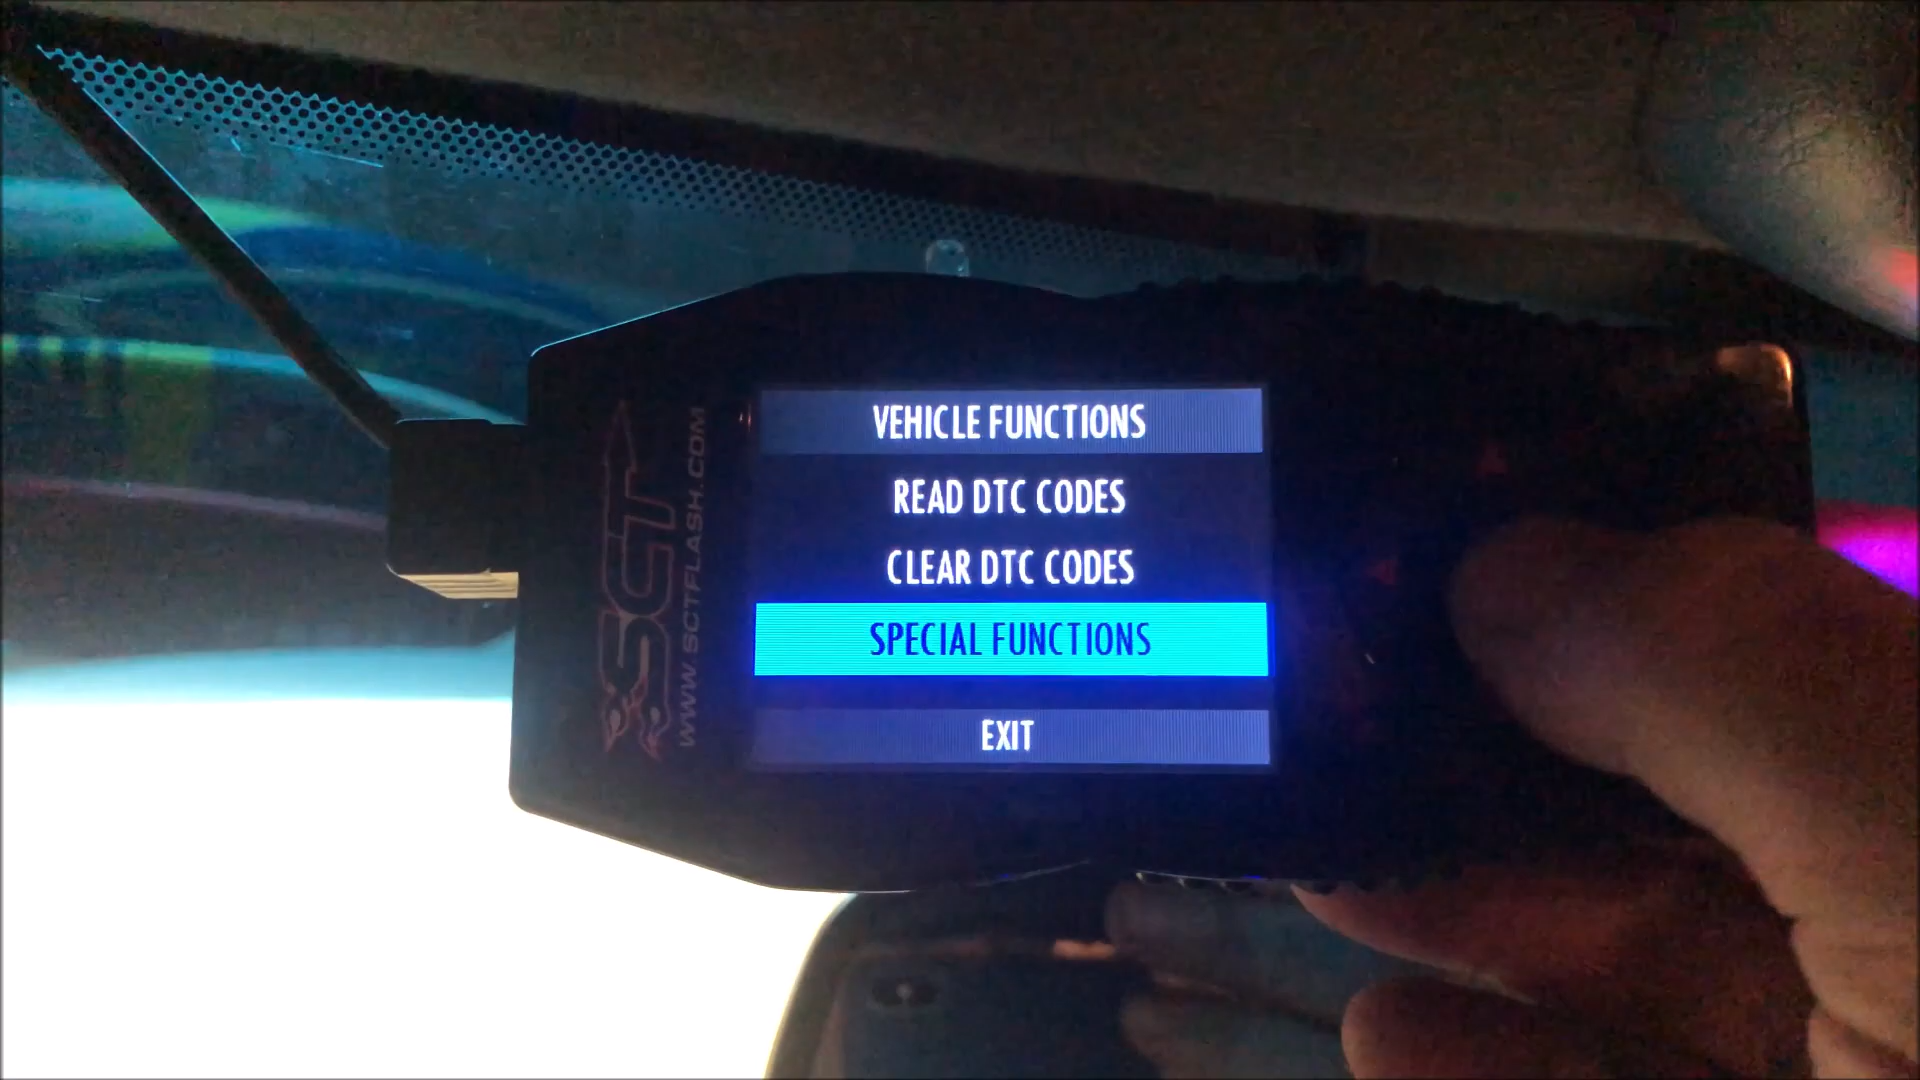 SCT
WWW.SCTFLASH.COM
VEHICLE FUNCTIONS
READ DTC CODES
CLEAR DTC CODES
SPECIAL FUNCTIONS
EXIT